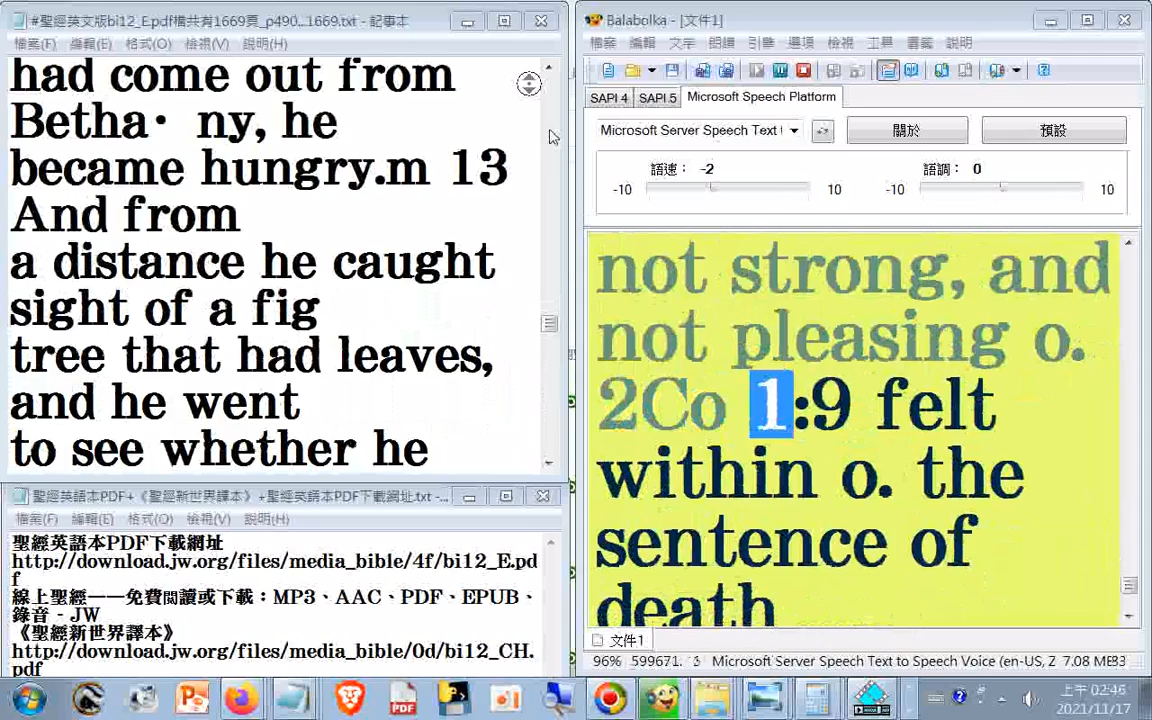 #聖經英文版bi12_E.pdf檔共有1669頁_p490...1669.txt - 記事本
檔案(F) 編輯(E) 格式(O) 檢視(V) 說明(H)
had come out from
Betha· ny, he
became hungry.m 13
And from
a distance he caught
sight of a fig
tree that had leaves,
and he went
to see whether he
聖經英語本PDF+《聖經新世界譯本》+聖經英語本PDF下載網址.txt -...
檔案(F) 編輯(E) 格式(O) 檢視(V) 說明(H)
聖經英語本PDF下載網址
http://download.jw.org/files/media_bible/4f/bi12_E.pd
f
線上聖經——免費閱讀或下載：MP3、AAC、PDF、EPUB、
錄音 - JW
《聖經新世界譯本》
http://download.jw.org/files/media_bible/0d/bi12_CH.
pdf
Balabolka - [文件1]
檔案 編輯 文字 朗讀 引擎 選項 檢視 工具 書籤 說明
SAPI 4 SAPI 5 Microsoft Speech Platform
Microsoft Server Speech Text 關於 預設
語速： -2 語調： 0
-10 10 -10 10
not strong, and
not pleasing o.
2Co 1:9 felt
within o. the
sentence of
death
文件1
96% Microsoft Server Speech Text to Speech Voice (en-US, Z 7.08 MB
上午 02:46
2021/11/17